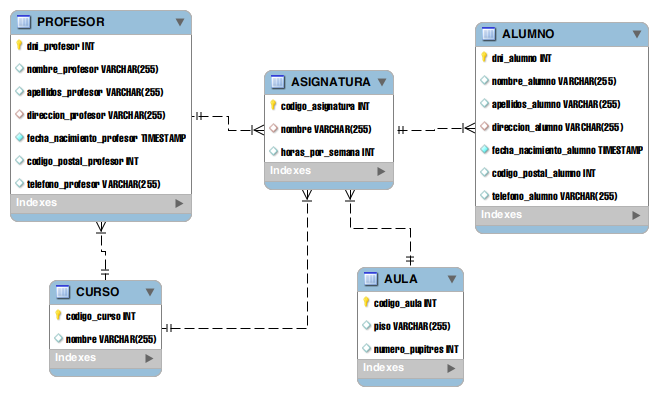 PROFESOR
dni_profesor INT
nombre_profesor VARCHAR(255)
apellidos_profesor VARCHAR(255)
direccion_profesor VARCHAR(255)
fecha_nacimiento_profesor TIMESTAMP
codigo_postal_profesor INT
telefono_profesor VARCHAR(255)
Indexes
ASIGNATURA
codigo_asignatura INT
nombre VARCHAR(255)
horas_por_semana INT
Indexes
ALUMNO
dni_alumno INT
nombre_alumno VARCHAR(255)
apellidos_alumno VARCHAR(255)
direccion_alumno VARCHAR(255)
fecha_nacimiento_alumno TIMESTAMP
codigo_postal_alumno INT
telefono_alumno VARCHAR(255)
Indexes
CURSO
codigo_curso INT
nombre VARCHAR(255)
Indexes
AULA
codigo_aula INT
piso VARCHAR(255)
numero_pupitres INT
Indexes